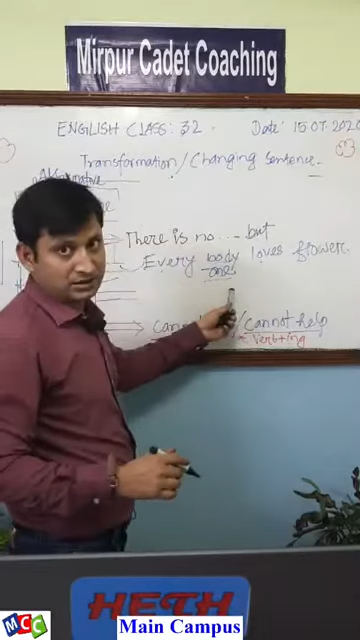 Mirpur Cadet Coaching
ENGLISH CLASS: 32 Date: 15 07 2020
Transformation / Changing sentence.
There is no ... but
Every body loves flower.
one
/ cannot help
+ Verb+ing
HETH
MCC Main Campus